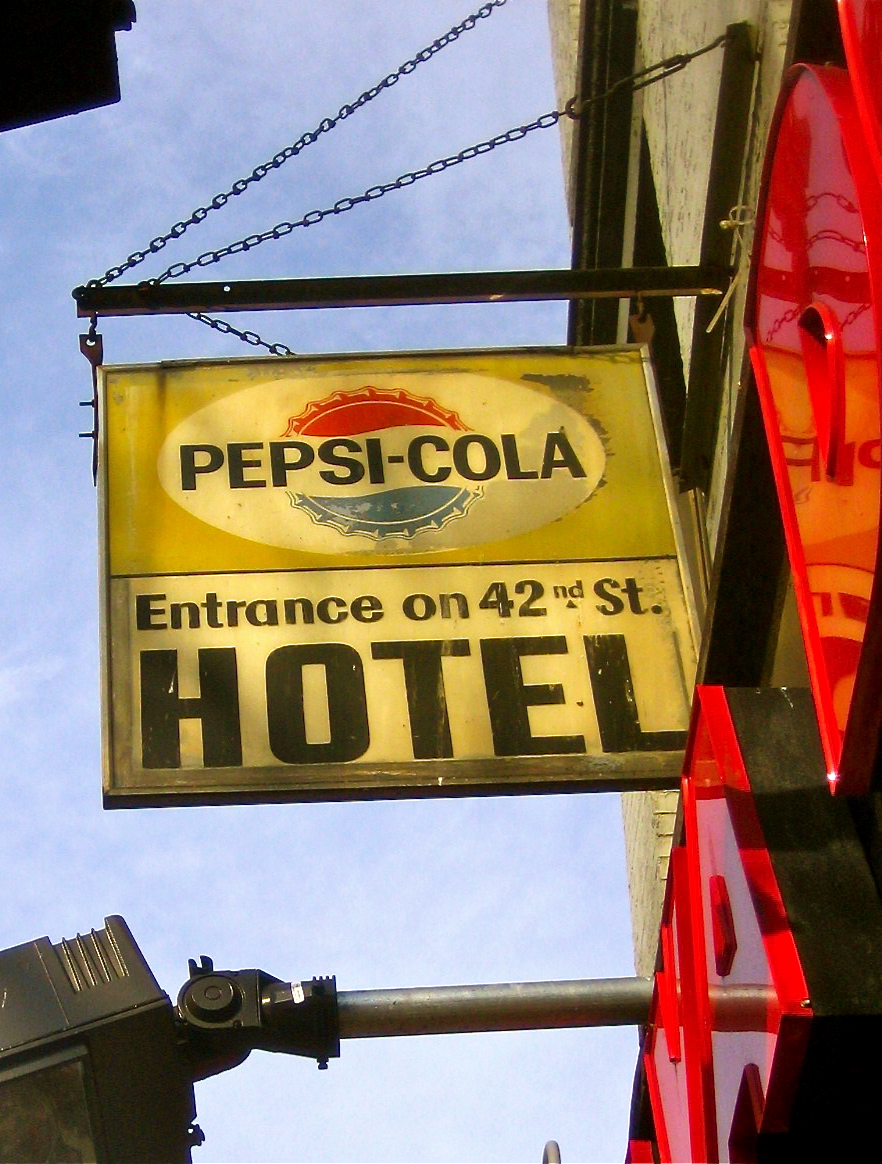 PEPSI-COLA
Entrance on 42nd St.
HOTEL